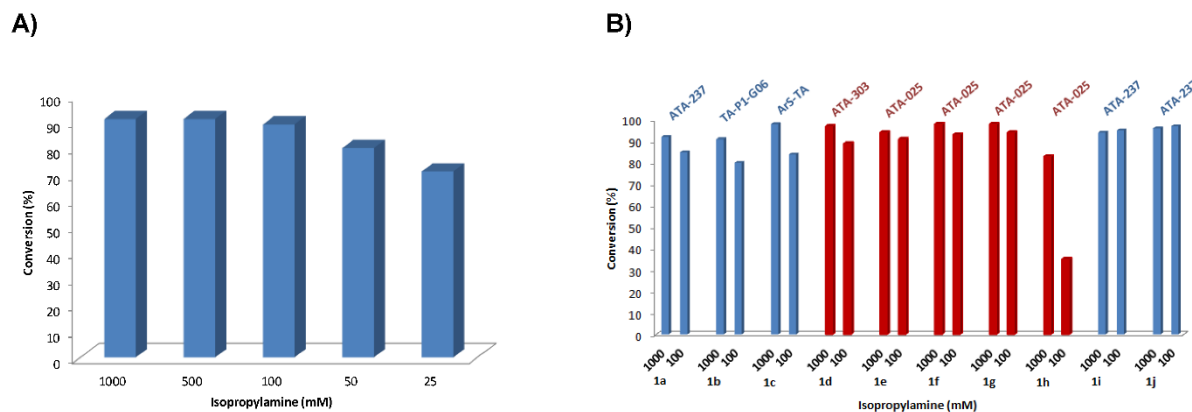 A)
Conversion (%)
100
90
80
70
60
50
40
30
20
10
0
1000 500 100 50 25
Isopropylamine (mM)
B)
ATA-237 TA-P1-G06 ArS-TA ATA-303 ATA-025 ATA-025 ATA-025 ATA-025 ATA-237 ATA-237
Conversion (%)
100
90
80
70
60
50
40
30
20
10
0
1000 100 1000 100 1000 100 1000 100 1000 100 1000 100 1000 100 1000 100 1000 100 1000 100
1a 1b 1c 1d 1e 1f 1g 1h 1i 1j
Isopropylamine (mM)